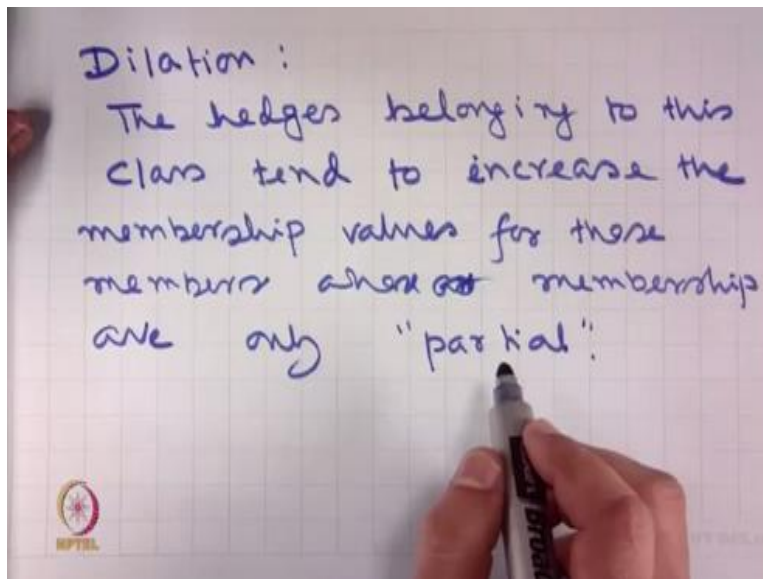 Dilation :
The hedges belonging to this
class tend to increase the
membership values for those
members whose membership
are only "partial".
NPTEL